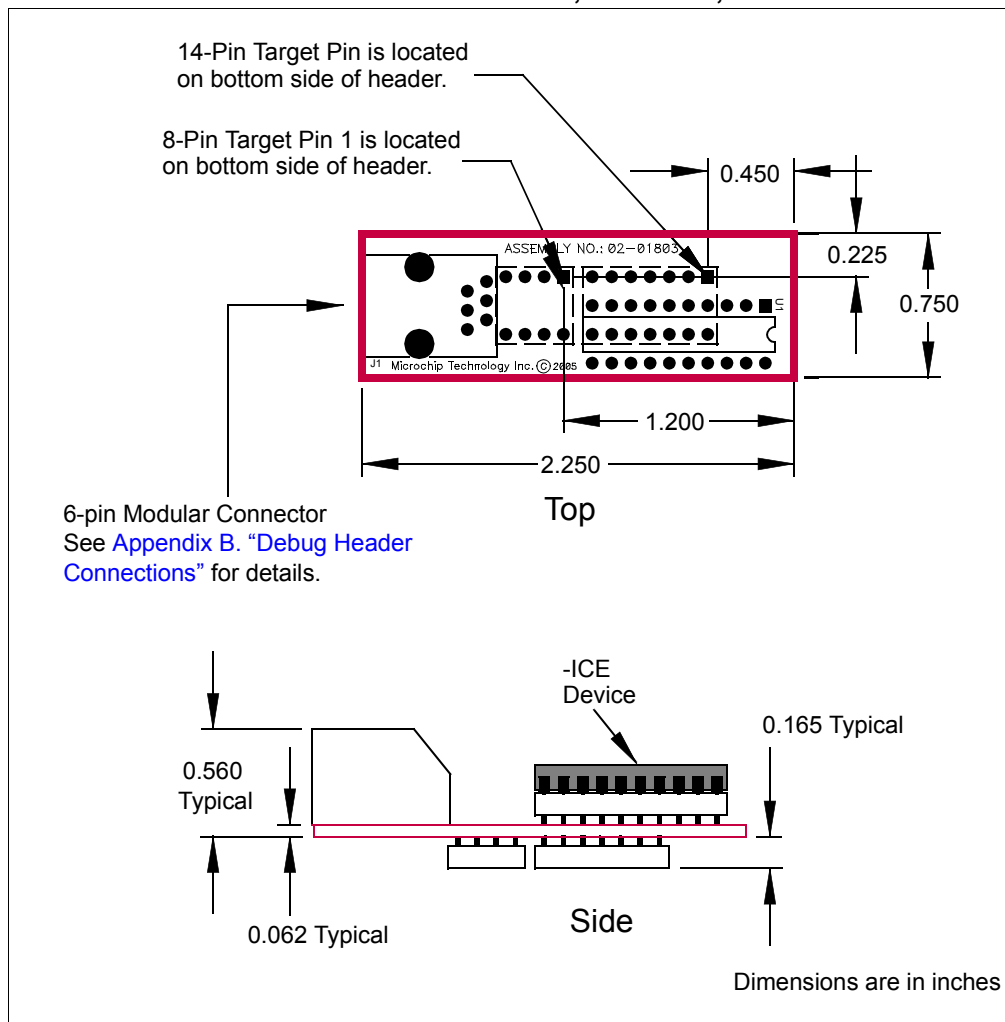 14-Pin Target Pin is located
on bottom side of header.
8-Pin Target Pin 1 is located
on bottom side of header.
0.450
0.225
0.750
ASSEMBLY NO.: 02-01803
U1
J1 Microchip Technology Inc. © 2005
1.200
2.250
Top
6-pin Modular Connector
See Appendix B. “Debug Header
Connections” for details.
-ICE
Device
0.165 Typical
0.560
Typical
0.062 Typical
Side
Dimensions are in inches